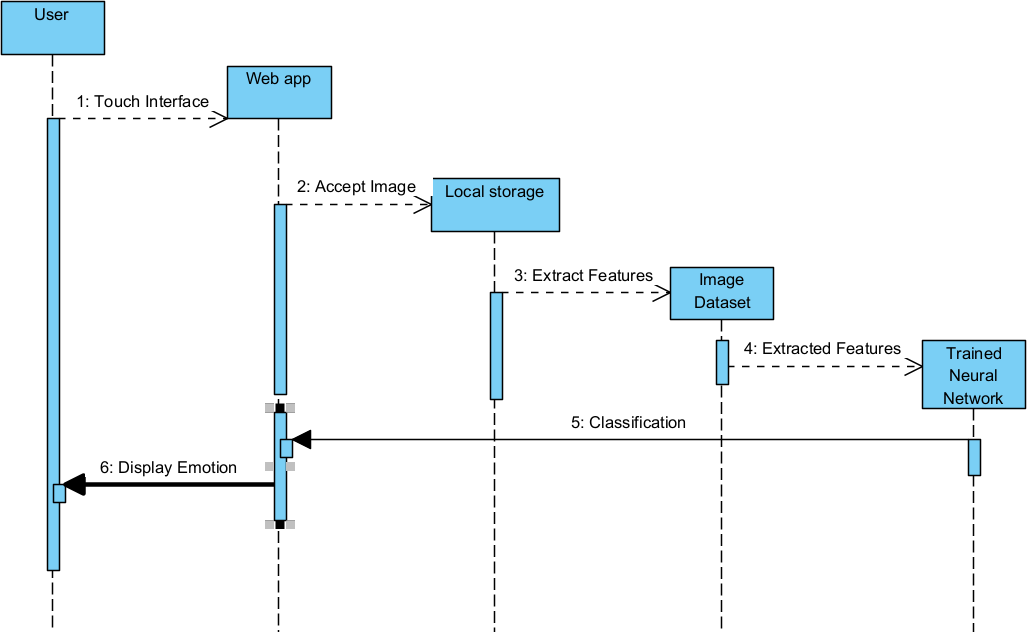 User
Web app
1: Touch Interface
2: Accept Image
Local storage
3: Extract Features
Image
Dataset
4: Extracted Features
Trained
Neural
Network
5: Classification
6: Display Emotion